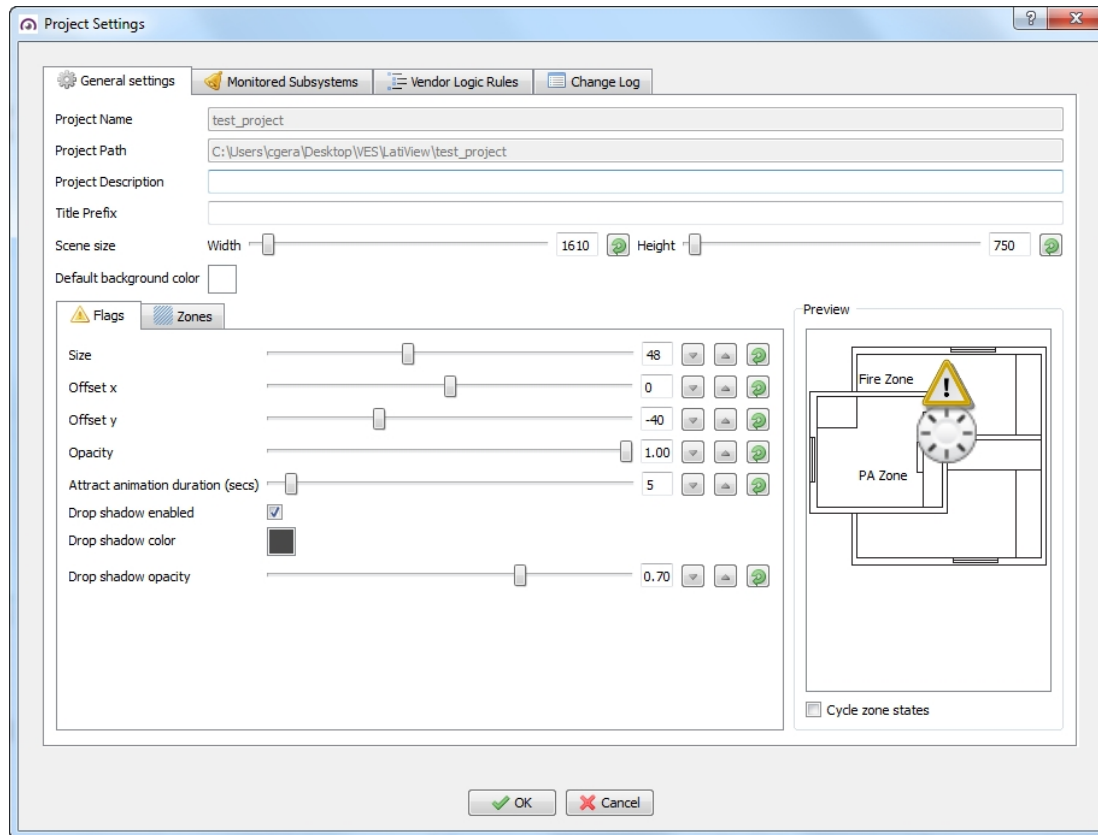 Project Settings
General settings Monitored Subsystems Vendor Logic Rules Change Log
Project Name test_project
Project Path C:\Users\cgera\Desktop\VES\LatiView\test_project
Project Description
Title Prefix
Scene size Width 1610 Height 750
Default background color
Flags Zones
Preview
Size 48
Offset x 0
Offset y -40
Opacity 1.00
Attract animation duration (secs) 5
Drop shadow enabled
Drop shadow color
Drop shadow opacity 0.70
Fire Zone
PA Zone
Cycle zone states
OK Cancel